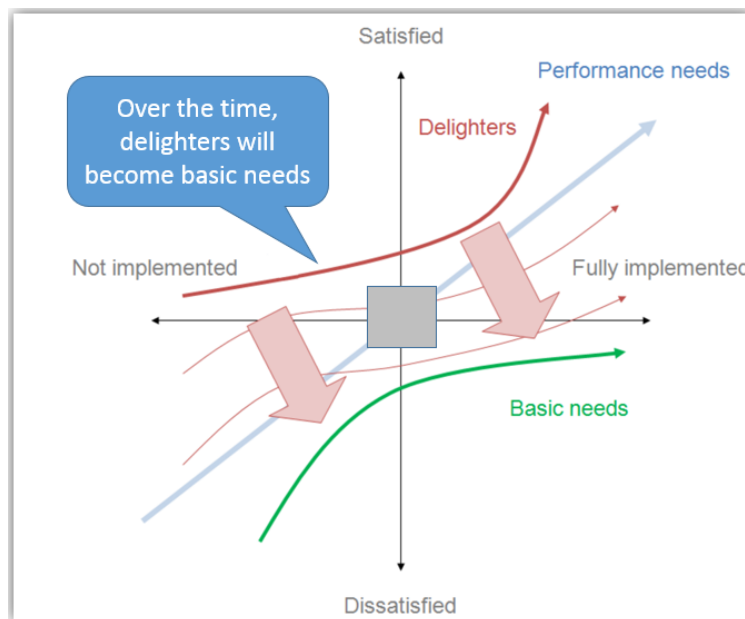 Satisfied
Performance needs
Over the time,
delighters will
become basic needs
Delighters
Not implemented
Fully implemented
Basic needs
Dissatisfied